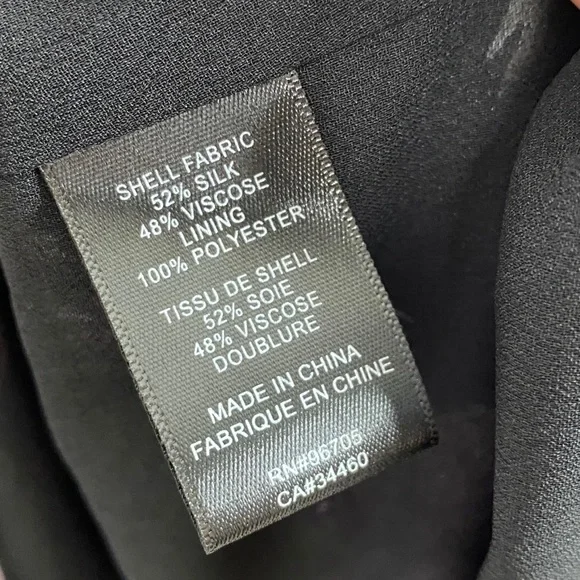 SHELL FABRIC
52% SILK
48% VISCOSE
LINING
100% POLYESTER
TISSU DE SHELL
52% SOIE
48% VISCOSE
DOUBLURE
MADE IN CHINA
FABRIQUE EN CHINE
RN#96705
CA#34460